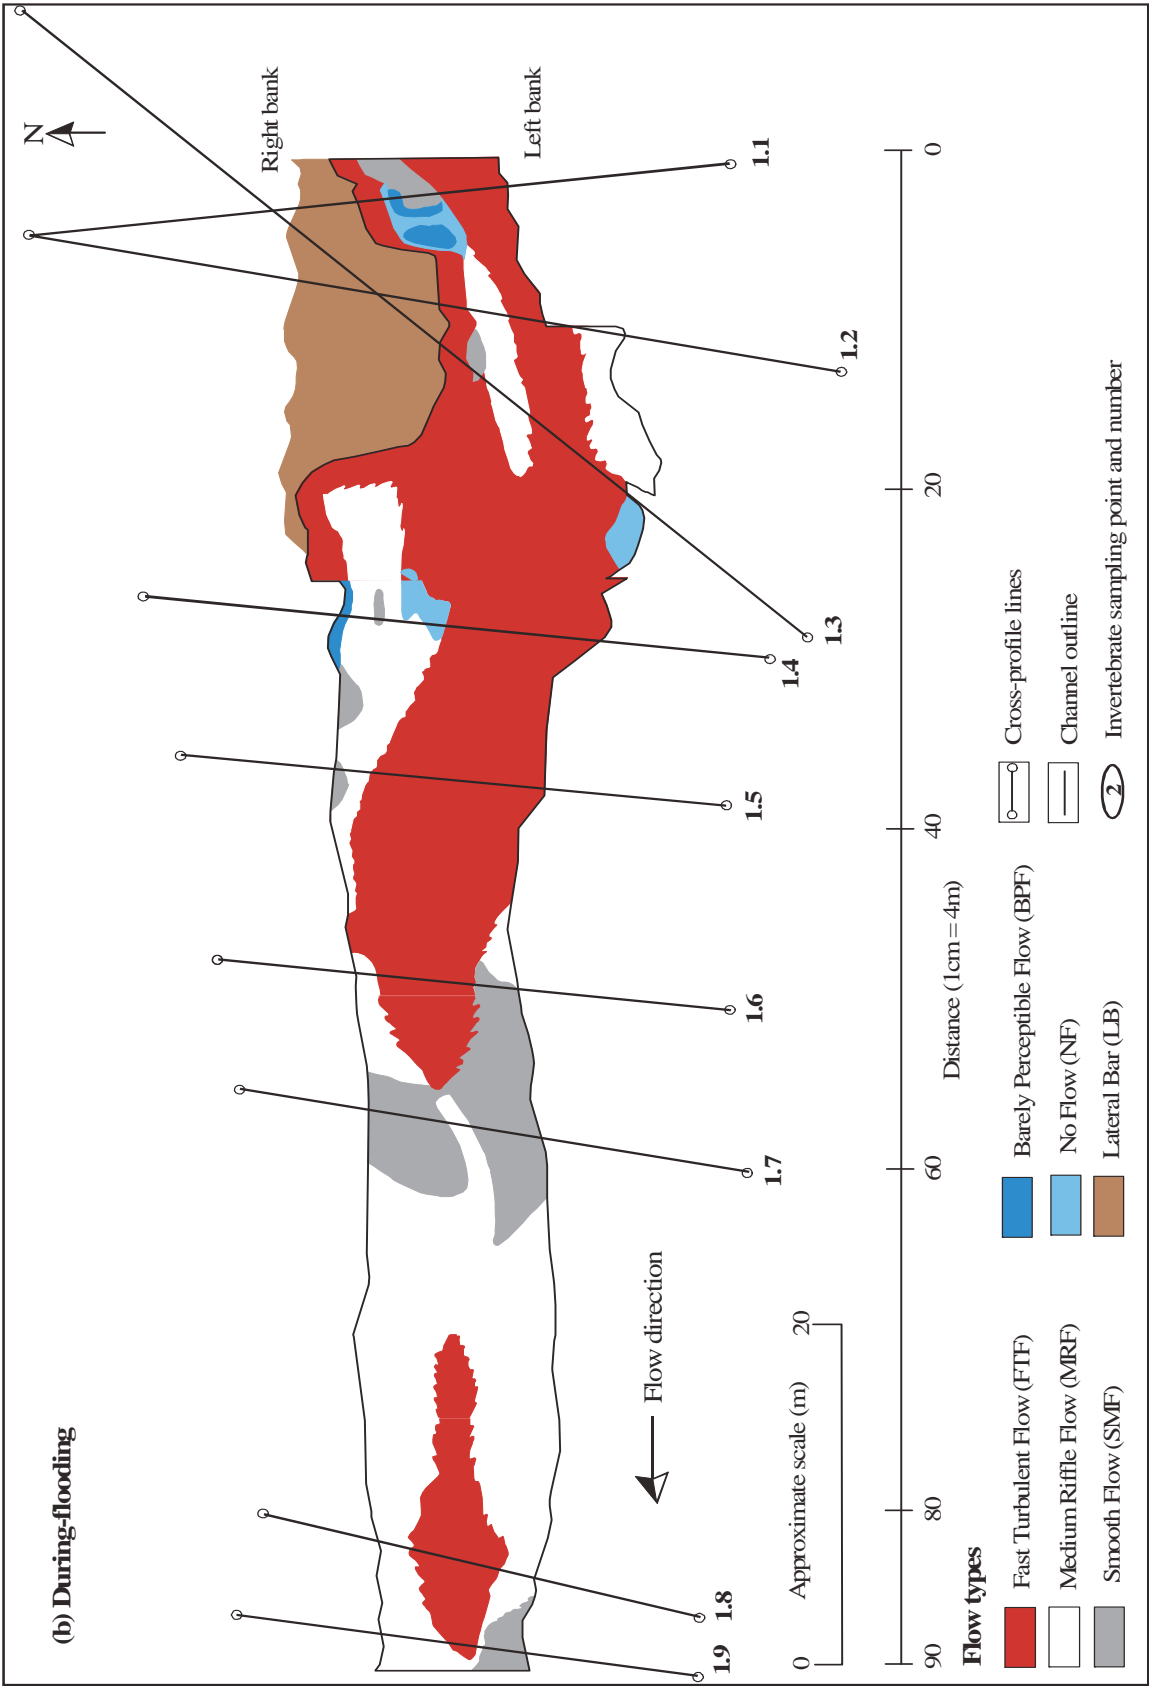 (b) During-flooding
N
Right bank
Left bank
1.1
1.2
1.3
1.4
1.5
1.6
1.7
1.8
1.9
Flow direction
Approximate scale (m)
0
20
90
80
60
40
20
0
Distance (1cm = 4m)
Flow types
Fast Turbulent Flow (FTF)
Medium Riffle Flow (MRF)
Smooth Flow (SMF)
Barely Perceptible Flow (BPF)
No Flow (NF)
Lateral Bar (LB)
Cross-profile lines
Channel outline
2
Invertebrate sampling point and number